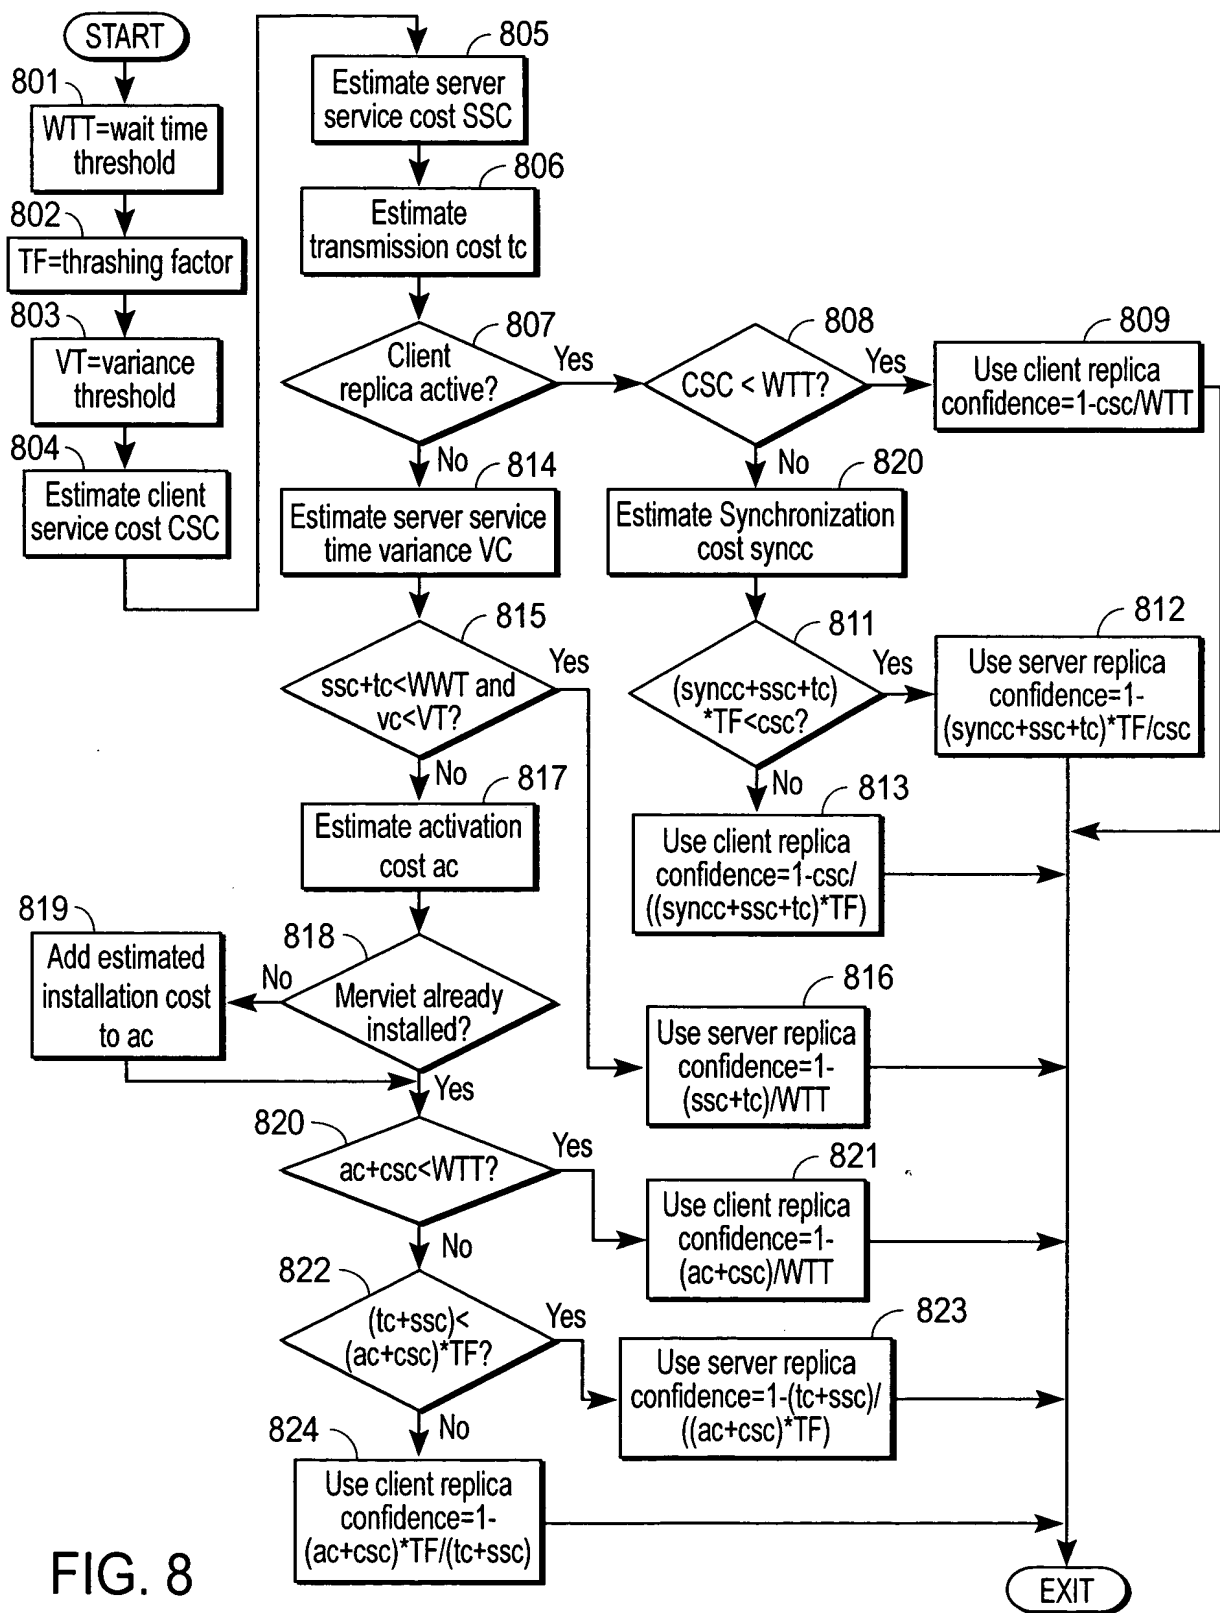 START
801
WTT=wait time
threshold
802
TF=thrashing factor
803
VT=variance
threshold
804
Estimate client
service cost CSC
805
Estimate server
service cost SSC
806
Estimate
transmission cost tc
807
Client
replica active?
Yes
No
808
CSC < WTT?
Yes
No
809
Use client replica
confidence=1-csc/WTT
814
Estimate server service
time variance VC
820
Estimate Synchronization
cost syncc
815
ssc+tc<WWT and
vc<VT?
Yes
No
811
(syncc+ssc+tc)
*TF<csc?
Yes
No
812
Use server replica
confidence=1-
(syncc+ssc+tc)*TF/csc
817
Estimate activation
cost ac
813
Use client replica
confidence=1-csc/
((syncc+ssc+tc)*TF)
819
Add estimated
installation cost
to ac
818
Merviet already
installed?
No
Yes
816
Use server replica
confidence=1-
(ssc+tc)/WTT
820
ac+csc<WTT?
Yes
No
821
Use client replica
confidence=1-
(ac+csc)/WTT
822
(tc+ssc)<
(ac+csc)*TF?
Yes
No
823
Use server replica
confidence=1-(tc+ssc)/
((ac+csc)*TF)
824
Use client replica
confidence=1-
(ac+csc)*TF/(tc+ssc)
EXIT
FIG. 8